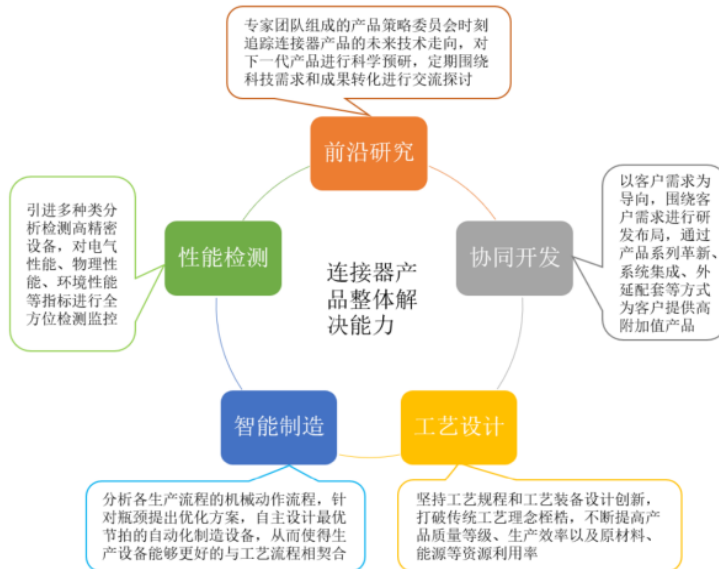 专家团队组成的产品策略委员会时刻
追踪连接器产品的未来技术走向，对
下一代产品进行科学预研，定期围绕
科技需求和成果转化进行交流探讨
前沿研究
引进多种类分
析检测高精密
设备，对电气
性能、物理性
能、环境性能
等指标进行全
方位检测监控
性能检测
连接器产
品整体解
决能力
协同开发
以客户需求为
导向，围绕客
户需求进行研
发布局，通过
产品系列革新、
系统集成、外
延配套等方式
为客户提供高
附加值产品
智能制造
工艺设计
分析各生产流程的机械动作流程，针
对瓶颈提出优化方案，自主设计最优
节拍的自动化制造设备，从而使得生
产设备能够更好的与工艺流程相契合
坚持工艺规程和工艺装备设计创新，
打破传统工艺理念桎梏，不断提高产
品质量等级、生产效率以及原材料、
能源等资源利用率